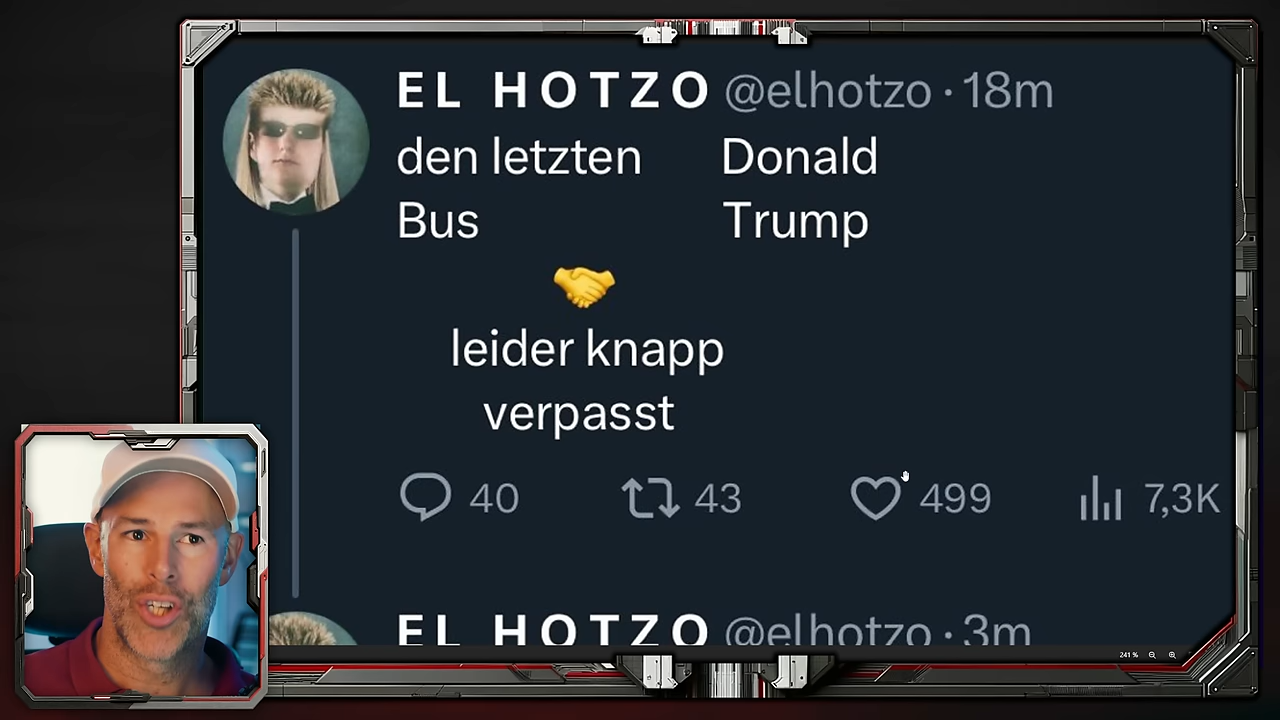 EL HOTZO @elhotzo · 18m
den letzten Donald
Bus Trump
🤝
leider knapp
verpasst
40 43 499 7,3K
EL HOTZO @elhotzo · 3m
241 %